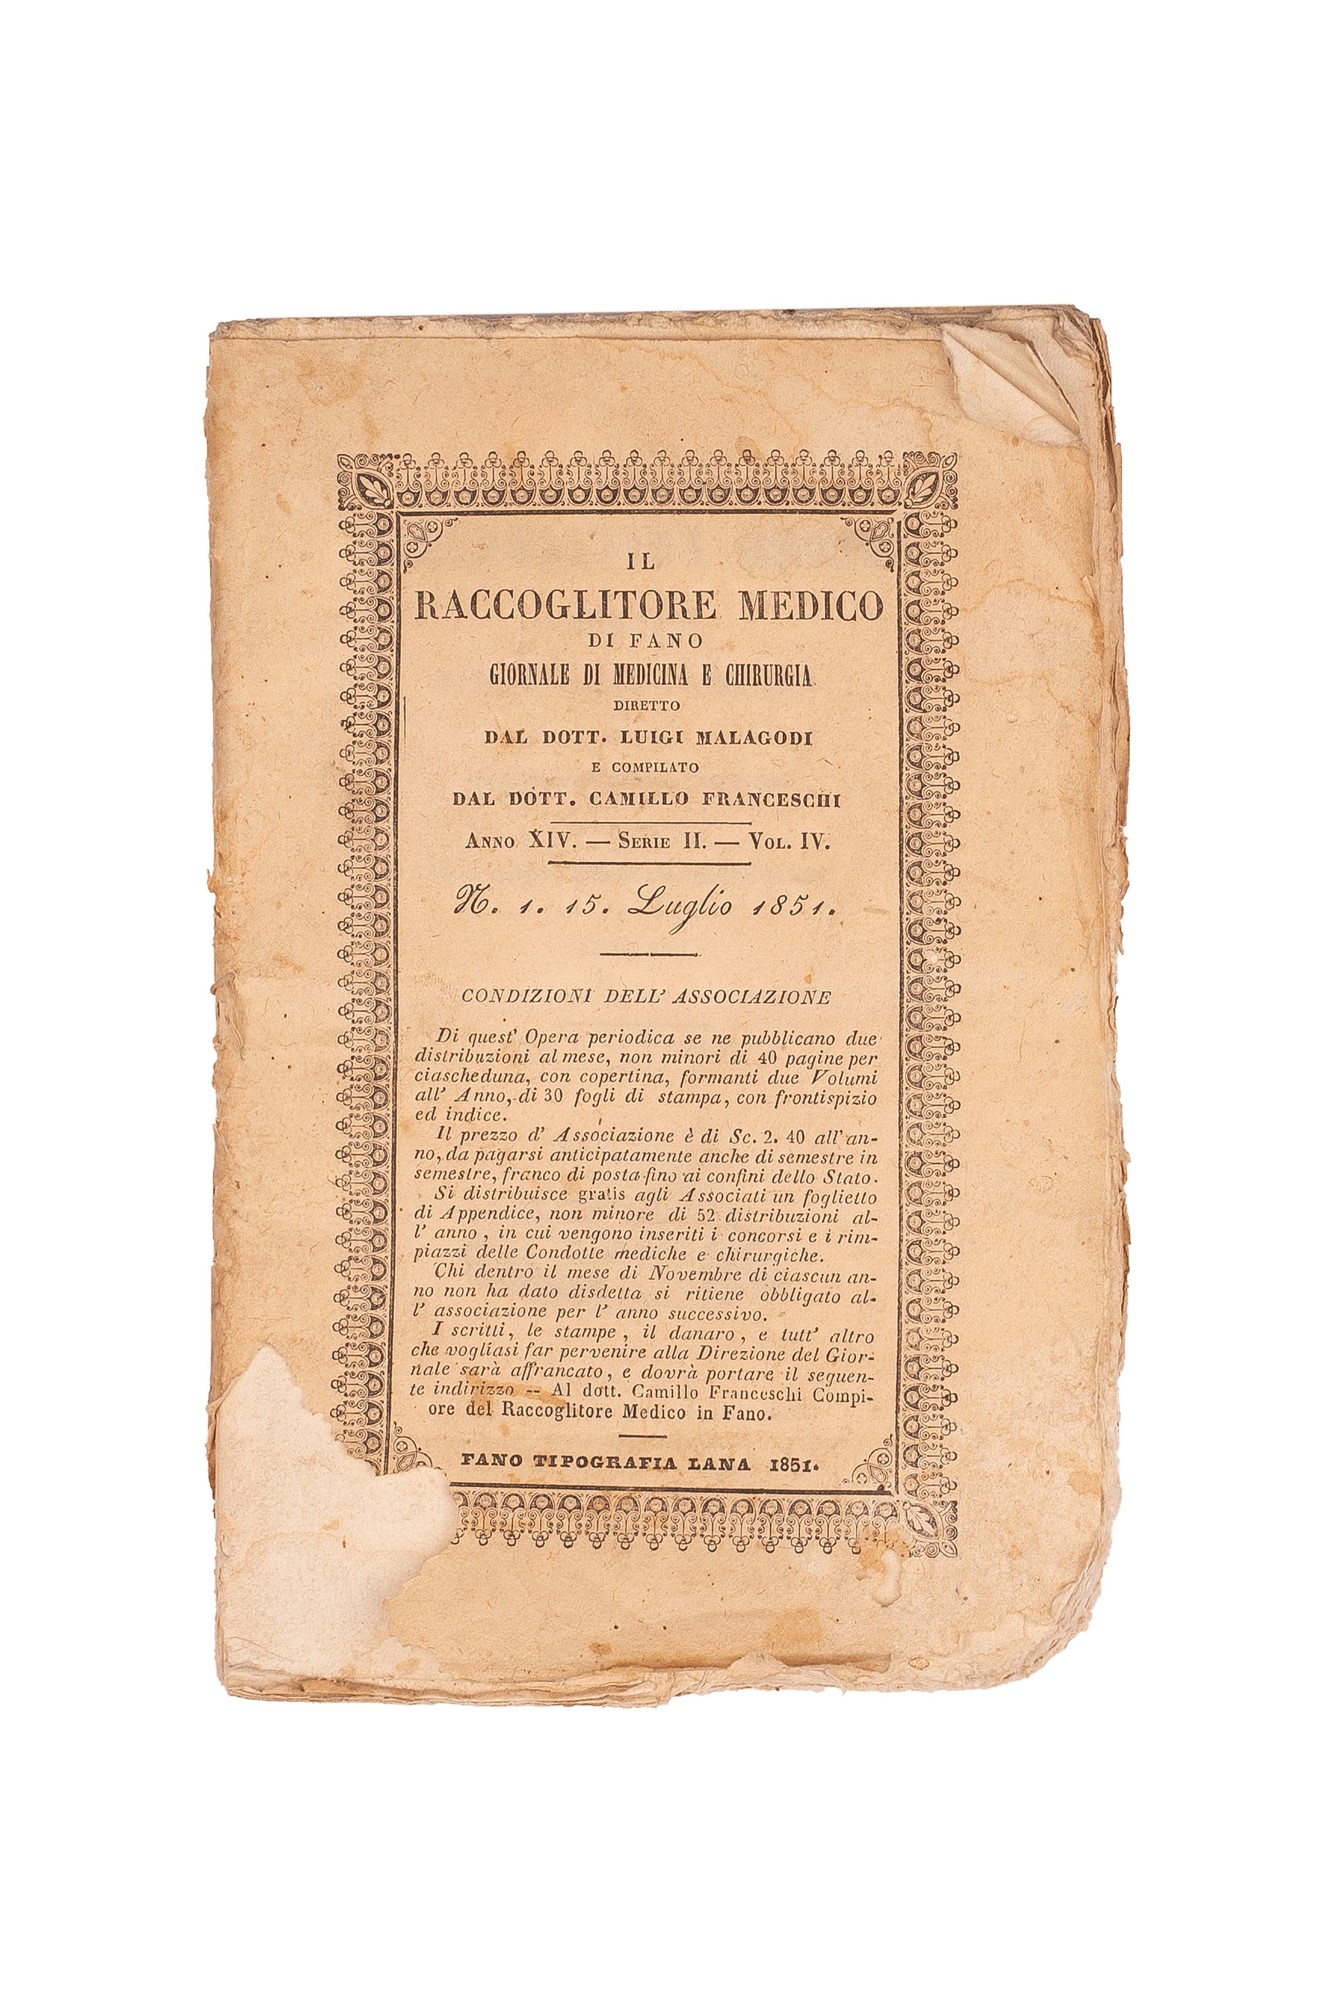 IL
RACCOGLITORE MEDICO
DI FANO
GIORNALE DI MEDICINA E CHIRURGIA
DIRETTO
DAL DOTT. LUIGI MALAGODI
E COMPILATO
DAL DOTT. CAMILLO FRANCESCHI
ANNO XIV. — SERIE II. — VOL. IV.
N. 1. 15. Luglio 1851.
CONDIZIONI DELL' ASSOCIAZIONE
Di quest' Opera periodica se ne pubblicano due
distribuzioni al mese, non minori di 40 pagine per
ciascheduna, con copertina, formanti due Volumi
all' Anno, di 30 fogli di stampa, con frontispizio
ed indice.
Il prezzo d' Associazione è di Sc. 2. 40 all' an-
no, da pagarsi anticipatamente anche di semestre in
semestre, franco di posta fino ai confini dello Stato.
Si distribuisce gratis agli Associati un foglietto
di Appendice, non minore di 52 distribuzioni al-
l' anno, in cui vengono inseriti i concorsi e i rim-
piazzi delle Condotte mediche e chirurgiche.
Chi dentro il mese di Novembre di ciascun an-
no non ha dato disdetta si ritiene obbligato al-
l' associazione per l' anno successivo.
I scritti, le stampe, il danaro, e tutt' altro
che vogliasi far pervenire alla Direzione del Gior-
nale sarà affrancato, e dovrà portare il seguen-
te indirizzo -- Al dott. Camillo Franceschi Compi-
ore del Raccoglitore Medico in Fano.
FANO TIPOGRAFIA LANA 1851.